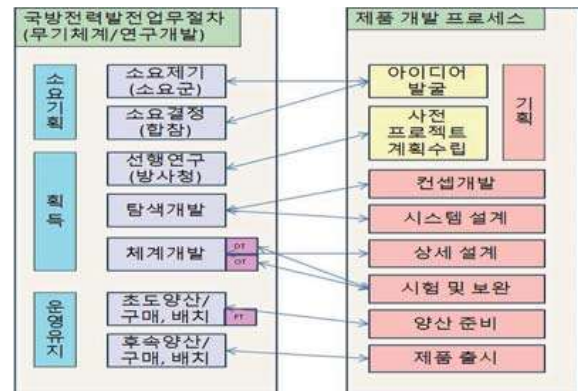 국방전력발전업무절차
(무기체계/연구개발)
소요기획
소요제기
(소요군)
소요결정
(합참)
획득
선행연구
(방사청)
탐색개발
체계개발
DT
OT
운영유지
초도양산/
구매, 배치
FT
후속양산/
구매, 배치
제품 개발 프로세스
아이디어
발굴
사전
프로젝트
계획수립
기획
컨셉개발
시스템 설계
상세 설계
시험 및 보완
양산 준비
제품 출시